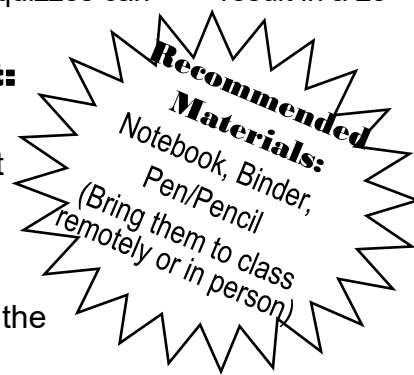 quizzes can result in a
Recommended
Materials:
Notebook, Binder,
Pen/Pencil
(Bring them to class
remotely or in person)
the